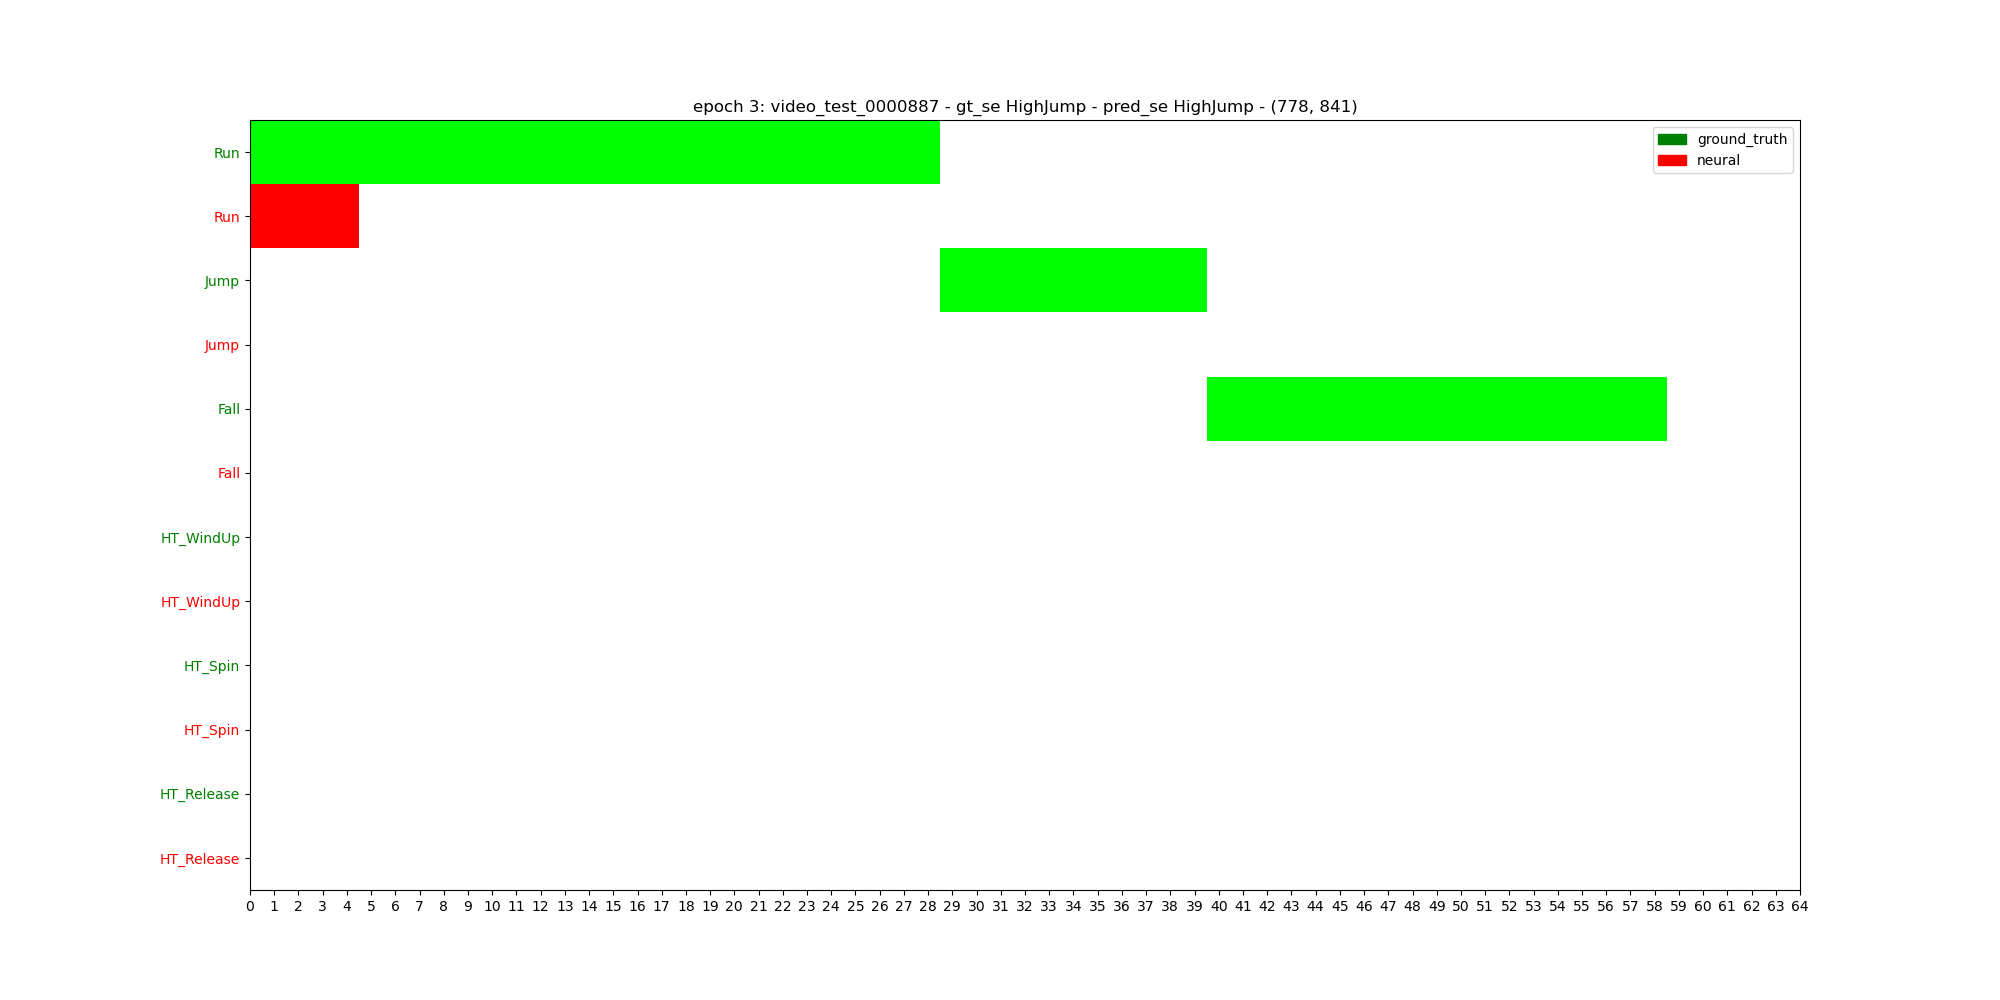 epoch 3: video_test_0000887 - gt_se HighJump - pred_se HighJump - (778, 841)
ground_truth
neural
Run
Run
Jump
Jump
Fall
Fall
HT_WindUp
HT_WindUp
HT_Spin
HT_Spin
HT_Release
HT_Release
0 1 2 3 4 5 6 7 8 9 10 11 12 13 14 15 16 17 18 19 20 21 22 23 24 25 26 27 28 29 30 31 32 33 34 35 36 37 38 39 40 41 42 43 44 45 46 47 48 49 50 51 52 53 54 55 56 57 58 59 60 61 62 63 64